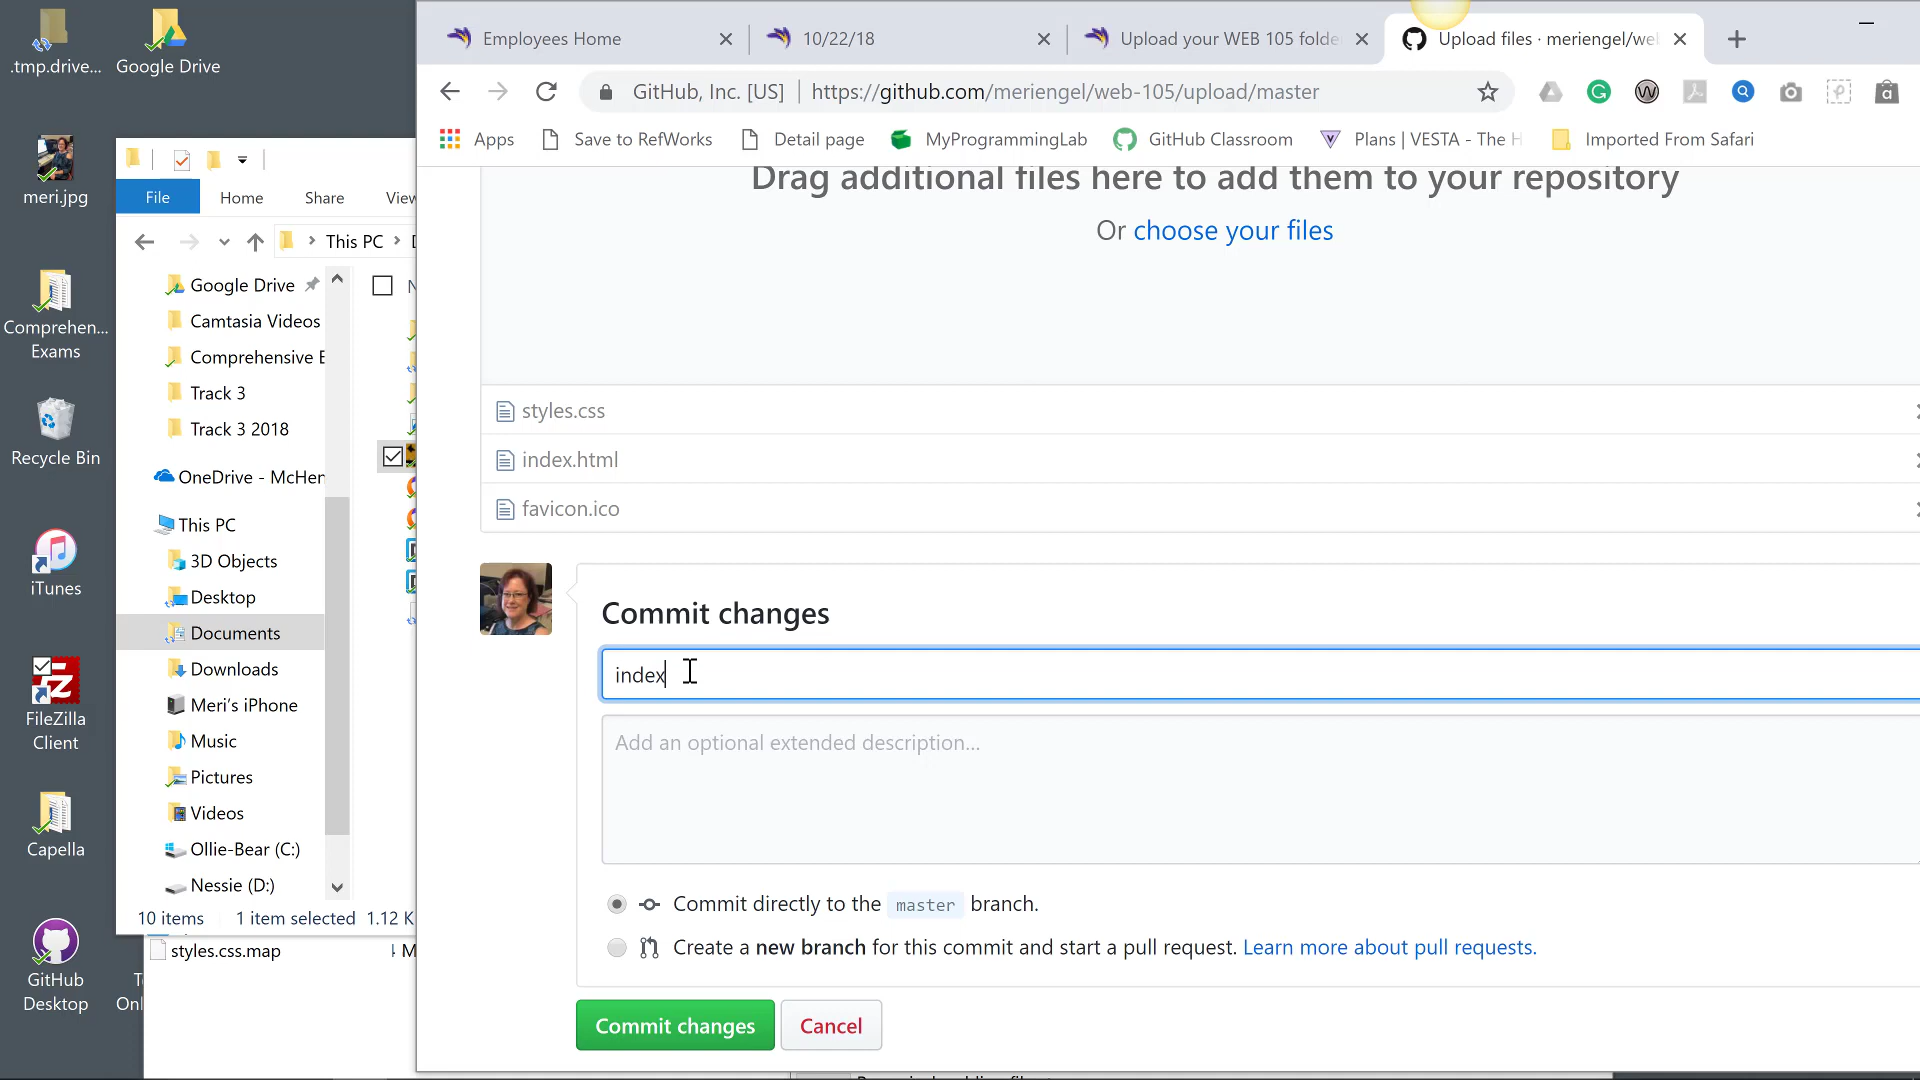 .tmp.drive...
Google Drive
meri.jpg
Comprehen...
Exams
Recycle Bin
iTunes
FileZilla
Client
Capella
GitHub
Desktop
File
Home
Share
View
This PC
Google Drive
Camtasia Videos
Comprehensive E
Track 3
Track 3 2018
OneDrive - McHen
This PC
3D Objects
Desktop
Documents
Downloads
Meri's iPhone
Music
Pictures
Videos
Ollie-Bear (C:)
Nessie (D:)
10 items
1 item selected
1.12 K
styles.css.map
Employees Home
10/22/18
Upload your WEB 105 folde
Upload files · meriengel/we
GitHub, Inc. [US]
https://github.com/meriengel/web-105/upload/master
Apps
Save to RefWorks
Detail page
MyProgrammingLab
GitHub Classroom
Plans | VESTA - The H
Imported From Safari
Drag additional files here to add them to your repository
Or choose your files
styles.css
index.html
favicon.ico
Commit changes
index
Add an optional extended description...
Commit directly to the master branch.
Create a new branch for this commit and start a pull request. Learn more about pull requests.
Commit changes
Cancel